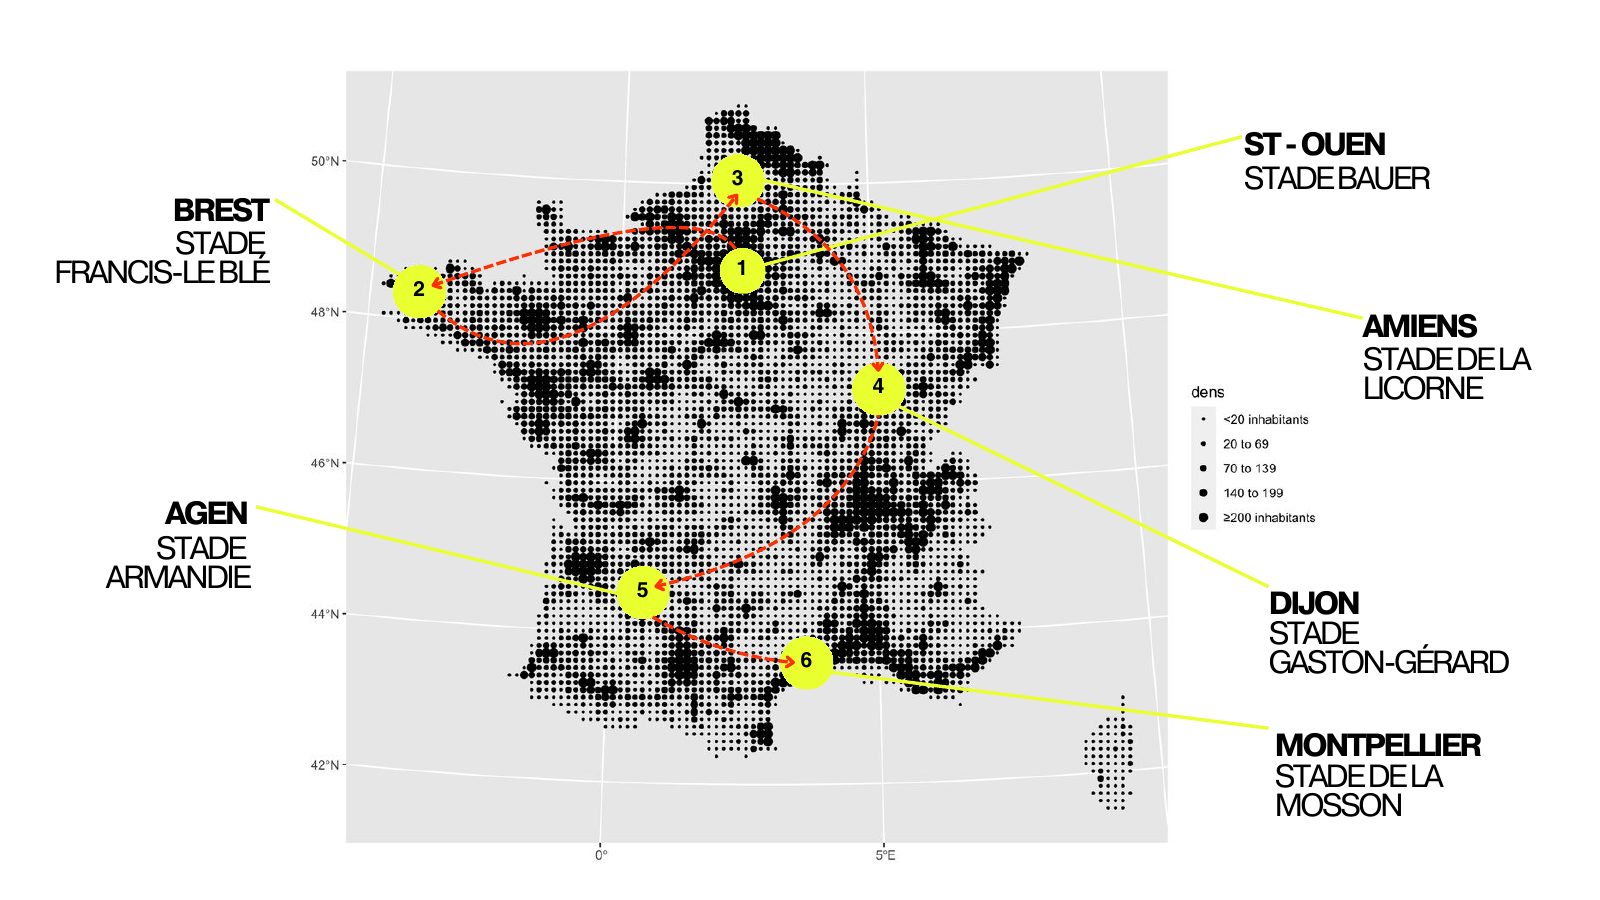 ST - OUEN
STADE BAUER
BREST
STADE
FRANCIS-LE BLÉ
AMIENS
STADE DE LA
LICORNE
AGEN
STADE
ARMANDIE
DIJON
STADE
GASTON-GÉRARD
MONTPELLIER
STADE DE LA
MOSSON
50°N
48°N
46°N
44°N
42°N
0°
5°E
3
1
2
4
5
6
dens
<20 inhabitants
20 to 69
70 to 139
140 to 199
≥200 inhabitants